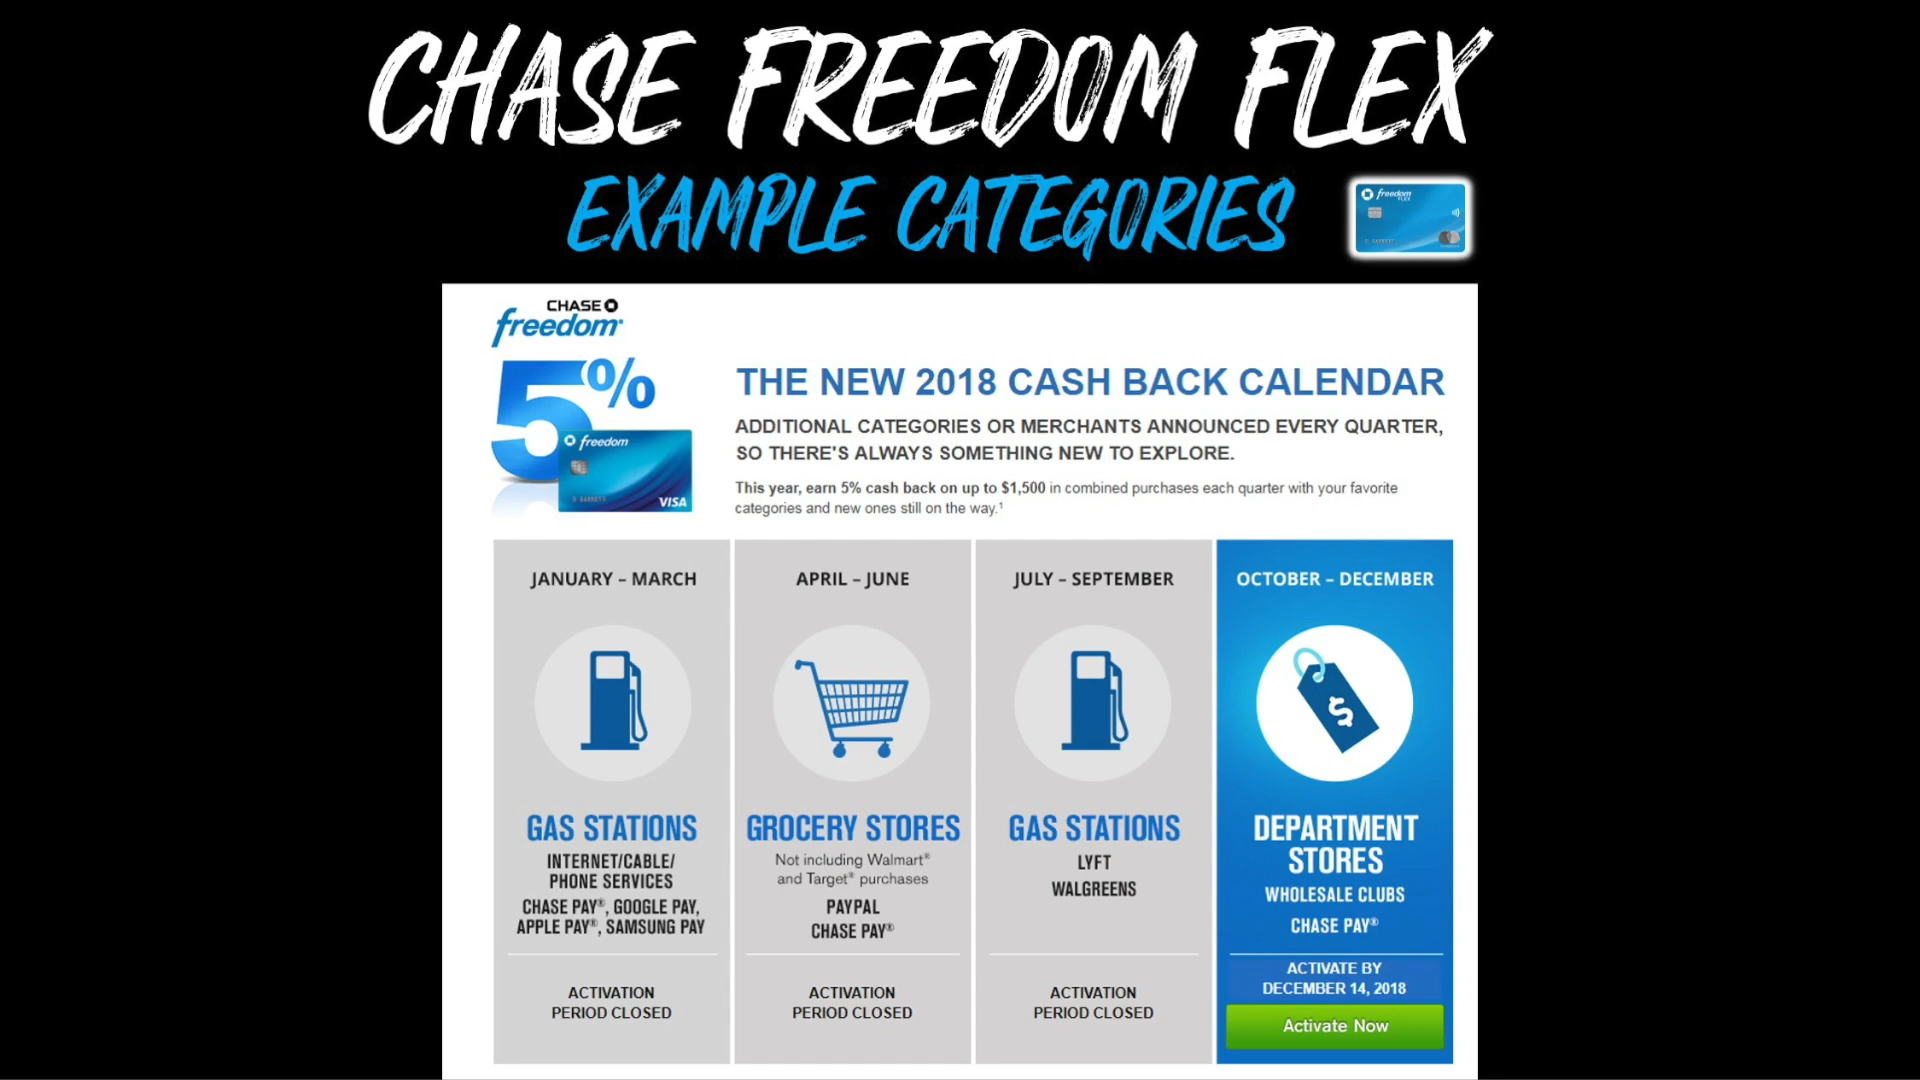 CHASE FREEDOM FLEX
EXAMPLE CATEGORIES
freedom
FLEX
D. BARRETT
CHASE
freedom®
5%
freedom
VISA
THE NEW 2018 CASH BACK CALENDAR
ADDITIONAL CATEGORIES OR MERCHANTS ANNOUNCED EVERY QUARTER,
SO THERE'S ALWAYS SOMETHING NEW TO EXPLORE.
This year, earn 5% cash back on up to $1,500 in combined purchases each quarter with your favorite
categories and new ones still on the way.¹
JANUARY – MARCH
GAS STATIONS
INTERNET/CABLE/
PHONE SERVICES
CHASE PAY®, GOOGLE PAY,
APPLE PAY®, SAMSUNG PAY
ACTIVATION
PERIOD CLOSED
APRIL – JUNE
GROCERY STORES
Not including Walmart®
and Target® purchases
PAYPAL
CHASE PAY®
ACTIVATION
PERIOD CLOSED
JULY – SEPTEMBER
GAS STATIONS
LYFT
WALGREENS
ACTIVATION
PERIOD CLOSED
OCTOBER – DECEMBER
$
DEPARTMENT
STORES
WHOLESALE CLUBS
CHASE PAY®
ACTIVATE BY
DECEMBER 14, 2018
Activate Now